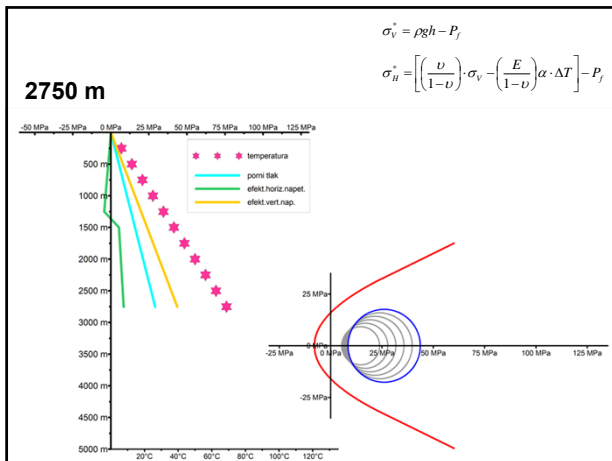 σ*V = ρgh − Pf
σ*H = [(υ/1−υ)·σV − (E/1−υ)α·ΔT] − Pf
2750 m
-50 MPa -25 MPa 0 MPa 25 MPa 50 MPa 75 MPa 100 MPa 125 MPa
temperatura
porni tlak
efekt.horiz.napet.
efekt.vert.nap.
500 m
1000 m
1500 m
2000 m
2500 m
3000 m
3500 m
4000 m
4500 m
5000 m
20°C 40°C 60°C 80°C 100°C 120°C
25 MPa
-25 MPa 0 MPa 0 MPa 25 MPa 50 MPa 75 MPa 100 MPa 125 MPa
-25 MPa